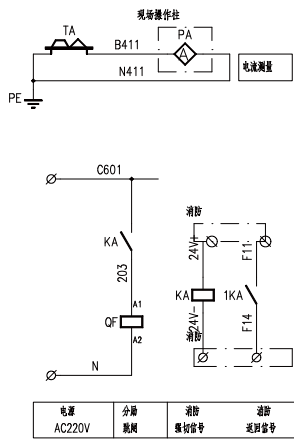 现场操作柱
TA
PA
B411
A
电流测量
N411
PE
C601
消防
KA
24V+
F11
203
KA
1KA
A1
QF
A2
24V-
F14
消防
N
电源
AC220V
分励
跳闸
消防
强切信号
消防
返回信号